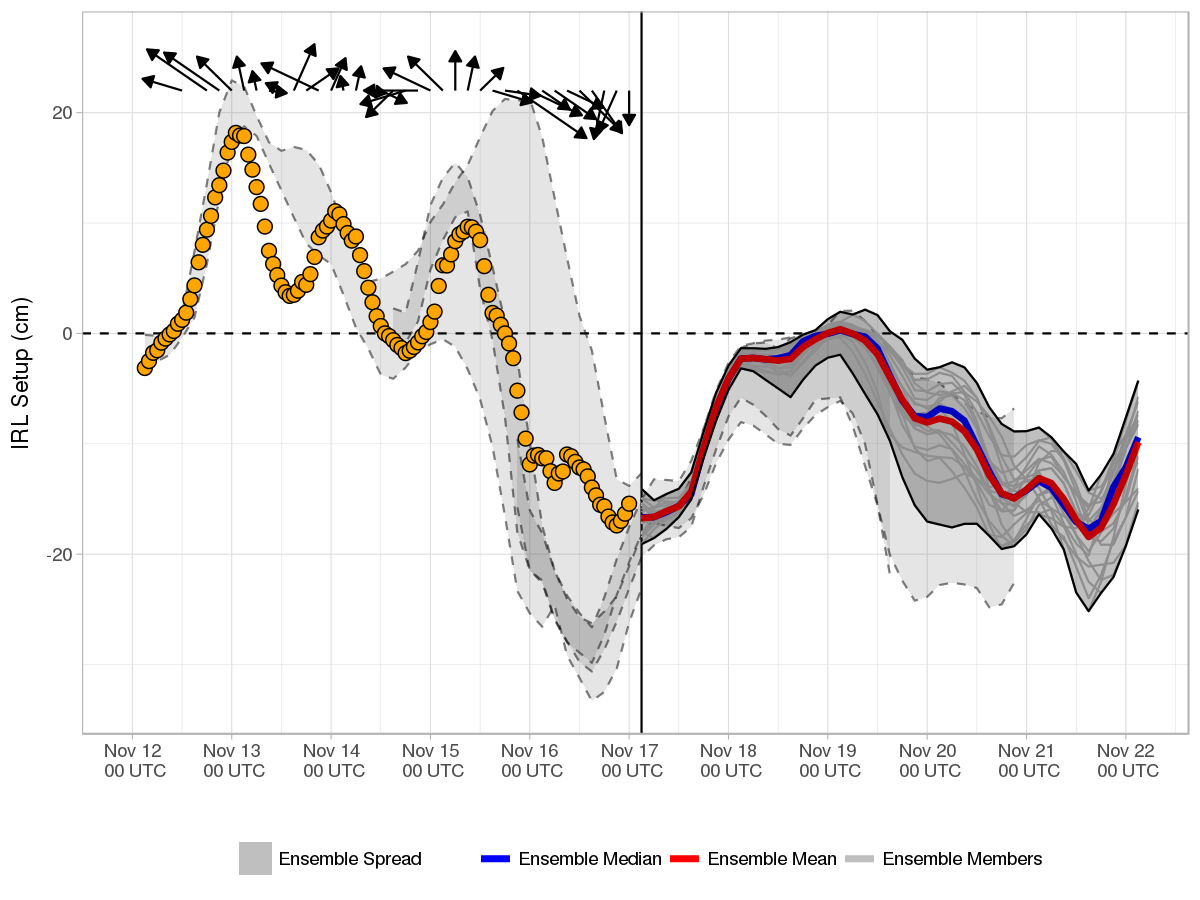 IRL Setup (cm)
20
0
-20
Nov 12 Nov 13 Nov 14 Nov 15 Nov 16 Nov 17 Nov 18 Nov 19 Nov 20 Nov 21 Nov 22
00 UTC 00 UTC 00 UTC 00 UTC 00 UTC 00 UTC 00 UTC 00 UTC 00 UTC 00 UTC 00 UTC
Ensemble Spread Ensemble Median Ensemble Mean Ensemble Members